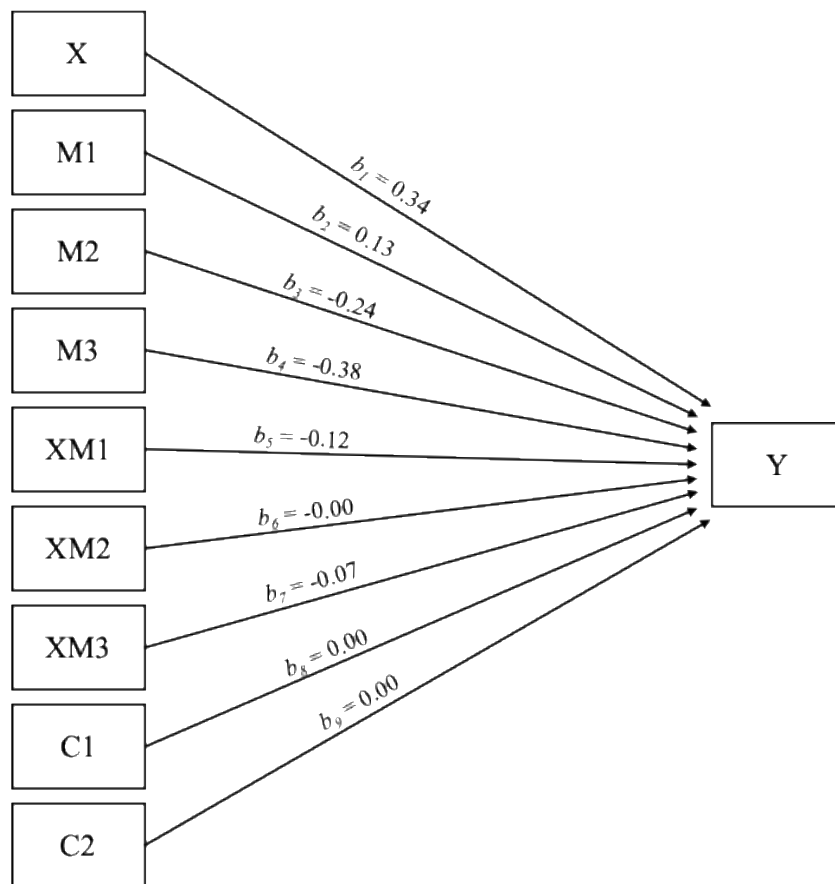 X
b₁ = 0.34
M1
b₂ = 0.13
M2
b₃ = -0.24
M3
b₄ = -0.38
XM1
b₅ = -0.12
Y
XM2
b₆ = -0.00
XM3
b₇ = -0.07
C1
b₈ = 0.00
C2
b₉ = 0.00